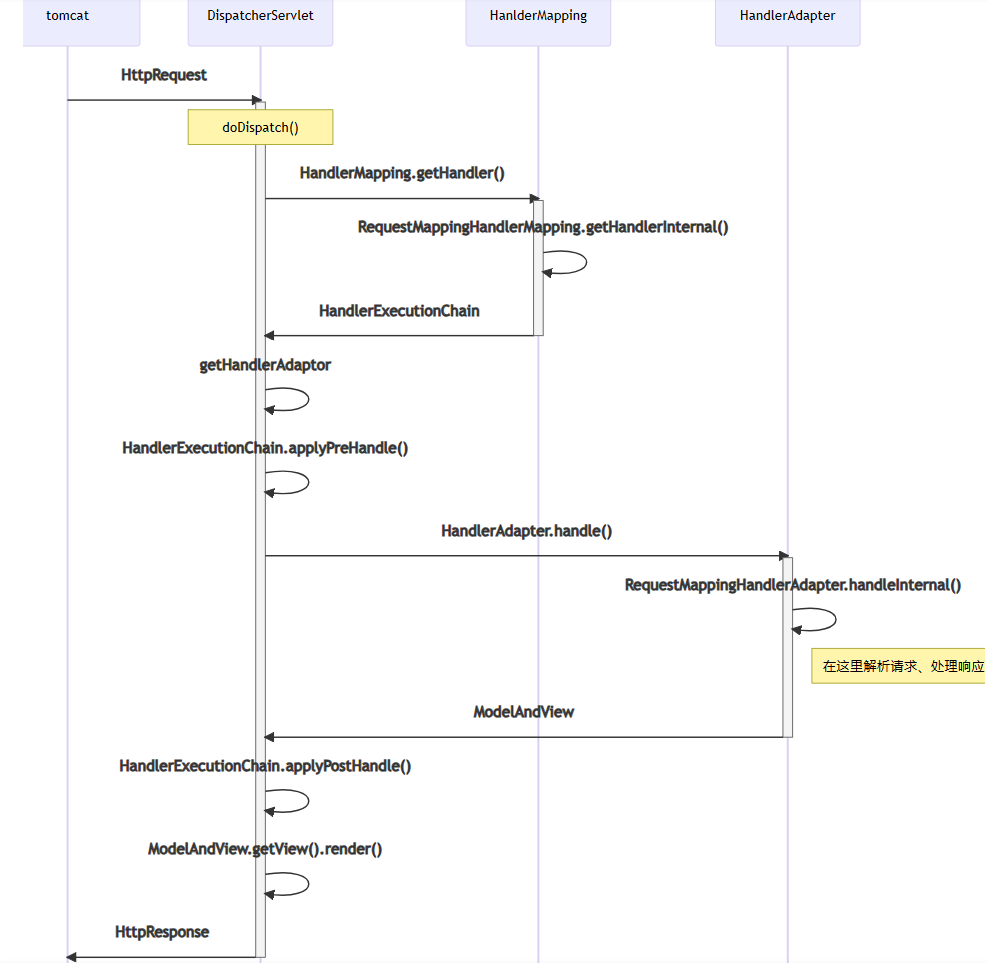 tomcat
DispatcherServlet
HanlderMapping
HandlerAdapter
HttpRequest
doDispatch()
HandlerMapping.getHandler()
RequestMappingHandlerMapping.getHandlerInternal()
HandlerExecutionChain
getHandlerAdaptor
HandlerExecutionChain.applyPreHandle()
HandlerAdapter.handle()
RequestMappingHandlerAdapter.handleInternal()
在这里解析请求、处理响应
ModelAndView
HandlerExecutionChain.applyPostHandle()
ModelAndView.getView().render()
HttpResponse